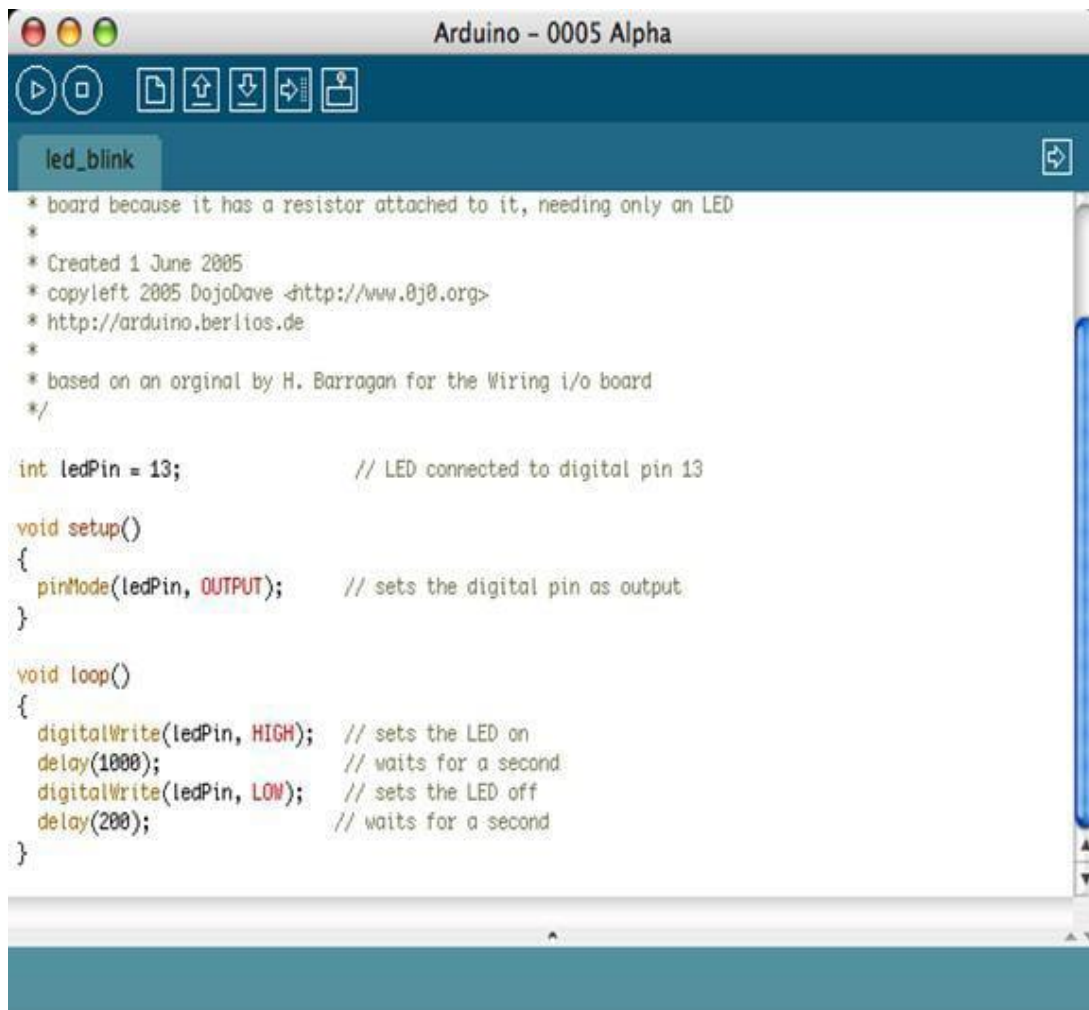 Arduino - 0005 Alpha
led_blink
* board because it has a resistor attached to it, needing only an LED
*
* Created 1 June 2005
* copyleft 2005 DojoDave <http://www.0j0.org>
* http://arduino.berlios.de
*
* based on an orginal by H. Barragan for the Wiring i/o board
*/
int ledPin = 13; // LED connected to digital pin 13
void setup()
{
pinMode(ledPin, OUTPUT); // sets the digital pin as output
}
void loop()
{
digitalWrite(ledPin, HIGH); // sets the LED on
delay(1000); // waits for a second
digitalWrite(ledPin, LOW); // sets the LED off
delay(200); // waits for a second
}